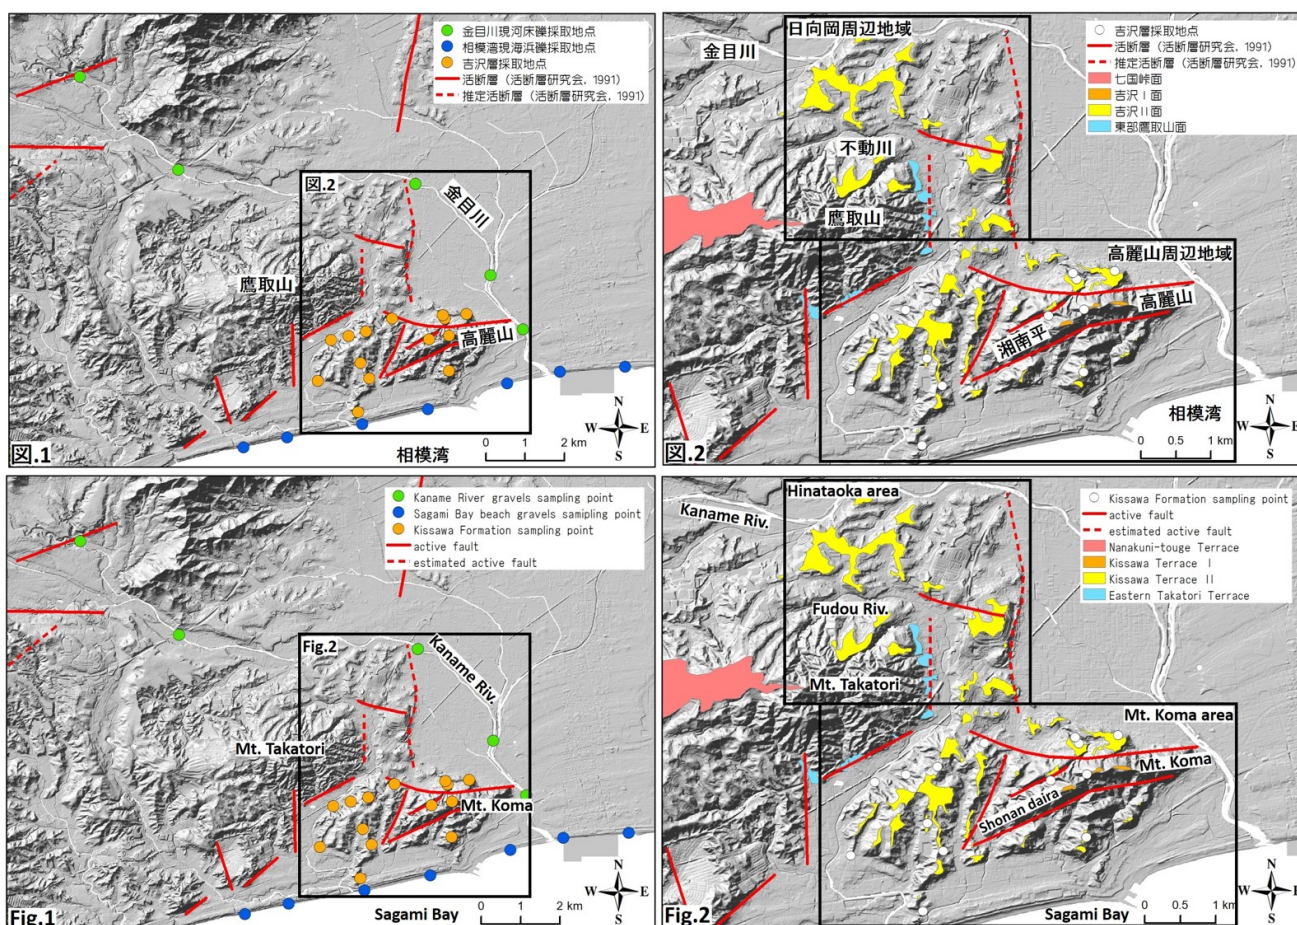 金目川現河床礫採取地点
相模湾現海浜礫採取地点
吉沢層採取地点
活断層（活断層研究会，1991）
推定活断層（活断層研究会，1991）
図.2
金目川
鷹取山
高麗山
N
W E
S
0 1 2 km
相模湾
図.1
吉沢層採取地点
活断層（活断層研究会，1991）
推定活断層（活断層研究会，1991）
七国峠面
吉沢Ⅰ面
吉沢Ⅱ面
東部鷹取山面
日向岡周辺地域
金目川
不動川
鷹取山
高麗山周辺地域
高麗山
湘南平
相模湾
N
W E
S
0 0.5 1 km
図.2
Kaname River gravels sampling point
Sagami Bay beach gravels samipling point
Kissawa Formation sampling point
active fault
estimated active fault
Fig.2
Kaname Riv.
Mt. Takatori
Mt. Koma
N
W E
S
0 1 2 km
Sagami Bay
Fig.1
Kissawa Formation sampling point
active fault
estimated active fault
Nanakuni-touge Terrace
Kissawa Terrace Ⅰ
Kissawa Terrace Ⅱ
Eastern Takatori Terrace
Hinataoka area
Kaname Riv.
Fudou Riv.
Mt. Takatori
Mt. Koma area
Mt. Koma
Shonan daira
Sagami Bay
N
W E
S
0 0.5 1 km
Fig.2